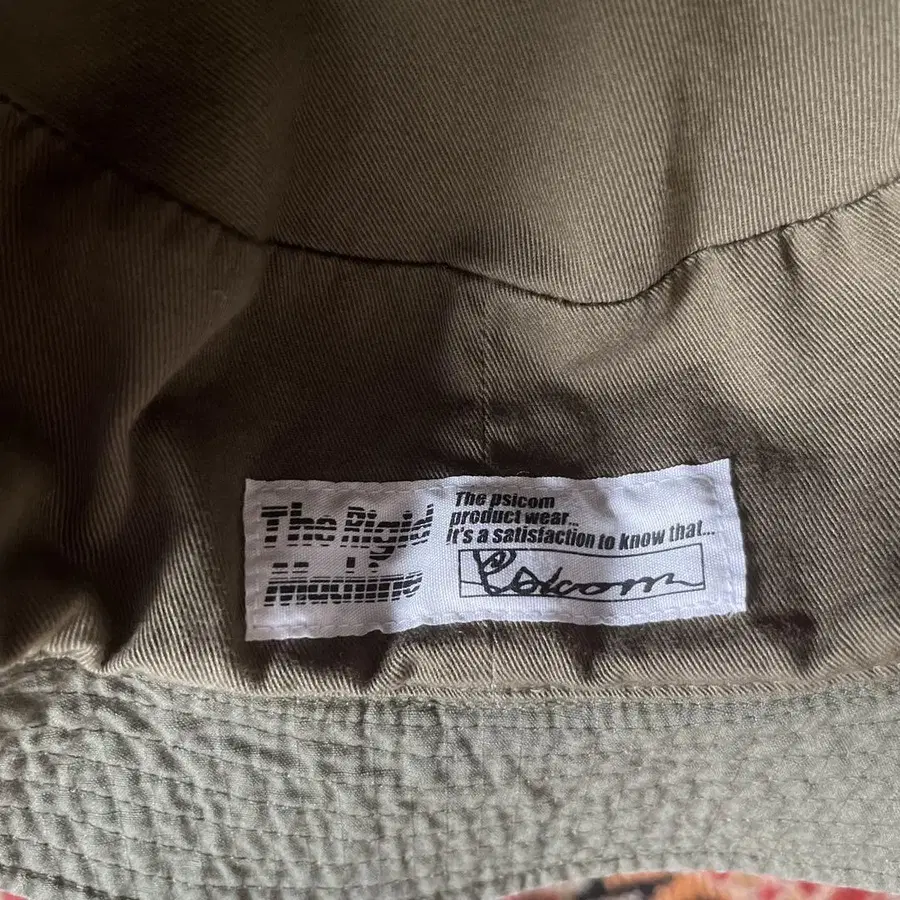 The Rigid
Machine
The psicom
product wear...
It's a satisfaction to know that...
Psicom